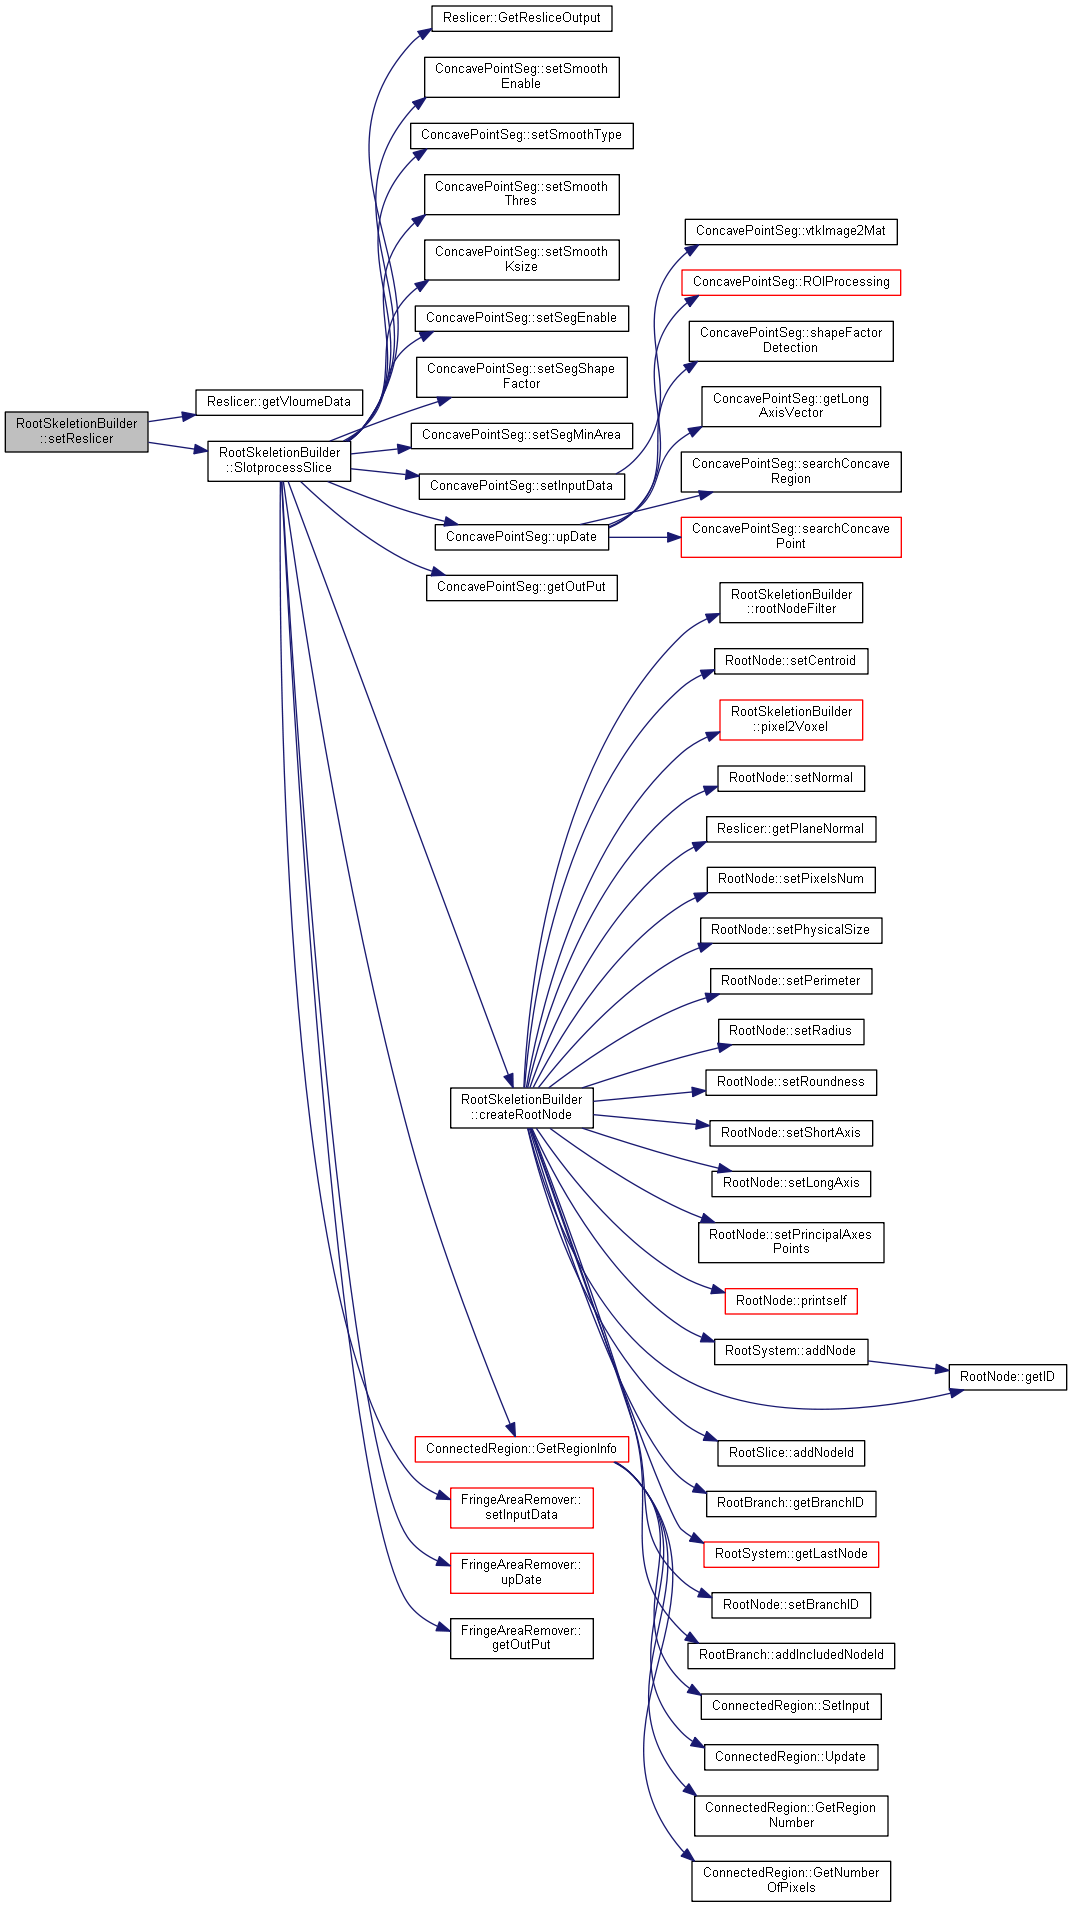 Reslicer::GetResliceOutput
ConcavePointSeg::setSmooth
Enable
ConcavePointSeg::setSmoothType
ConcavePointSeg::setSmooth
Thres
ConcavePointSeg::setSmooth
Ksize
ConcavePointSeg::setSegEnable
ConcavePointSeg::setSegShape
Factor
ConcavePointSeg::setSegMinArea
ConcavePointSeg::setInputData
ConcavePointSeg::upDate
ConcavePointSeg::getOutPut
RootSkeletionBuilder
::setReslicer
Reslicer::getVloumeData
RootSkeletionBuilder
::SlotprocessSlice
ConcavePointSeg::vtkImage2Mat
ConcavePointSeg::ROIProcessing
ConcavePointSeg::shapeFactor
Detection
ConcavePointSeg::getLong
AxisVector
ConcavePointSeg::searchConcave
Region
ConcavePointSeg::searchConcave
Point
RootSkeletionBuilder
::rootNodeFilter
RootNode::setCentroid
RootSkeletionBuilder
::pixel2Voxel
RootNode::setNormal
Reslicer::getPlaneNormal
RootNode::setPixelsNum
RootNode::setPhysicalSize
RootNode::setPerimeter
RootNode::setRadius
RootNode::setRoundness
RootSkeletionBuilder
::createRootNode
RootNode::setShortAxis
RootNode::setLongAxis
RootNode::setPrincipalAxes
Points
RootNode::printself
RootSystem::addNode
RootNode::getID
RootSlice::addNodeId
RootBranch::getBranchID
RootSystem::getLastNode
RootNode::setBranchID
RootBranch::addIncludedNodeId
ConnectedRegion::GetRegionInfo
FringeAreaRemover::
setInputData
FringeAreaRemover::
upDate
FringeAreaRemover::
getOutPut
ConnectedRegion::SetInput
ConnectedRegion::Update
ConnectedRegion::GetRegion
Number
ConnectedRegion::GetNumber
OfPixels